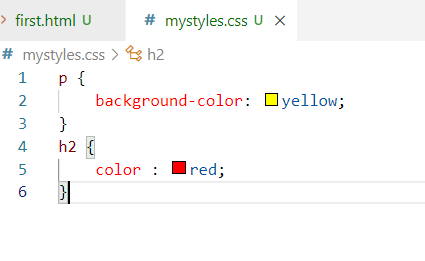 first.html U # mystyles.css U ×
# mystyles.css > h2
1 p {
2 background-color: yellow;
3 }
4 h2 {
5 color : red;
6 }